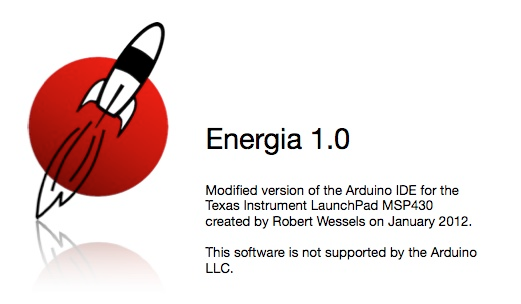 Energia 1.0
Modified version of the Arduino IDE for the
Texas Instrument LaunchPad MSP430
created by Robert Wessels on January 2012.
This software is not supported by the Arduino
LLC.